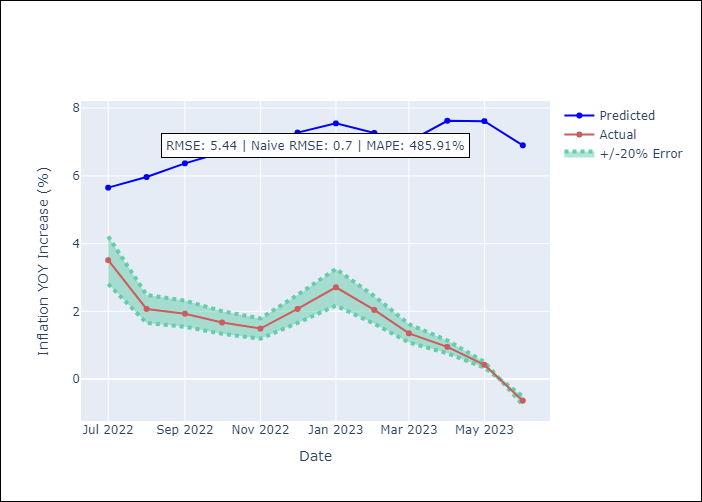 8
6
4
2
0
Inflation YOY Increase (%)
RMSE: 5.44 | Naive RMSE: 0.7 | MAPE: 485.91%
Predicted
Actual
+/-20% Error
Jul 2022
Sep 2022
Nov 2022
Jan 2023
Mar 2023
May 2023
Date